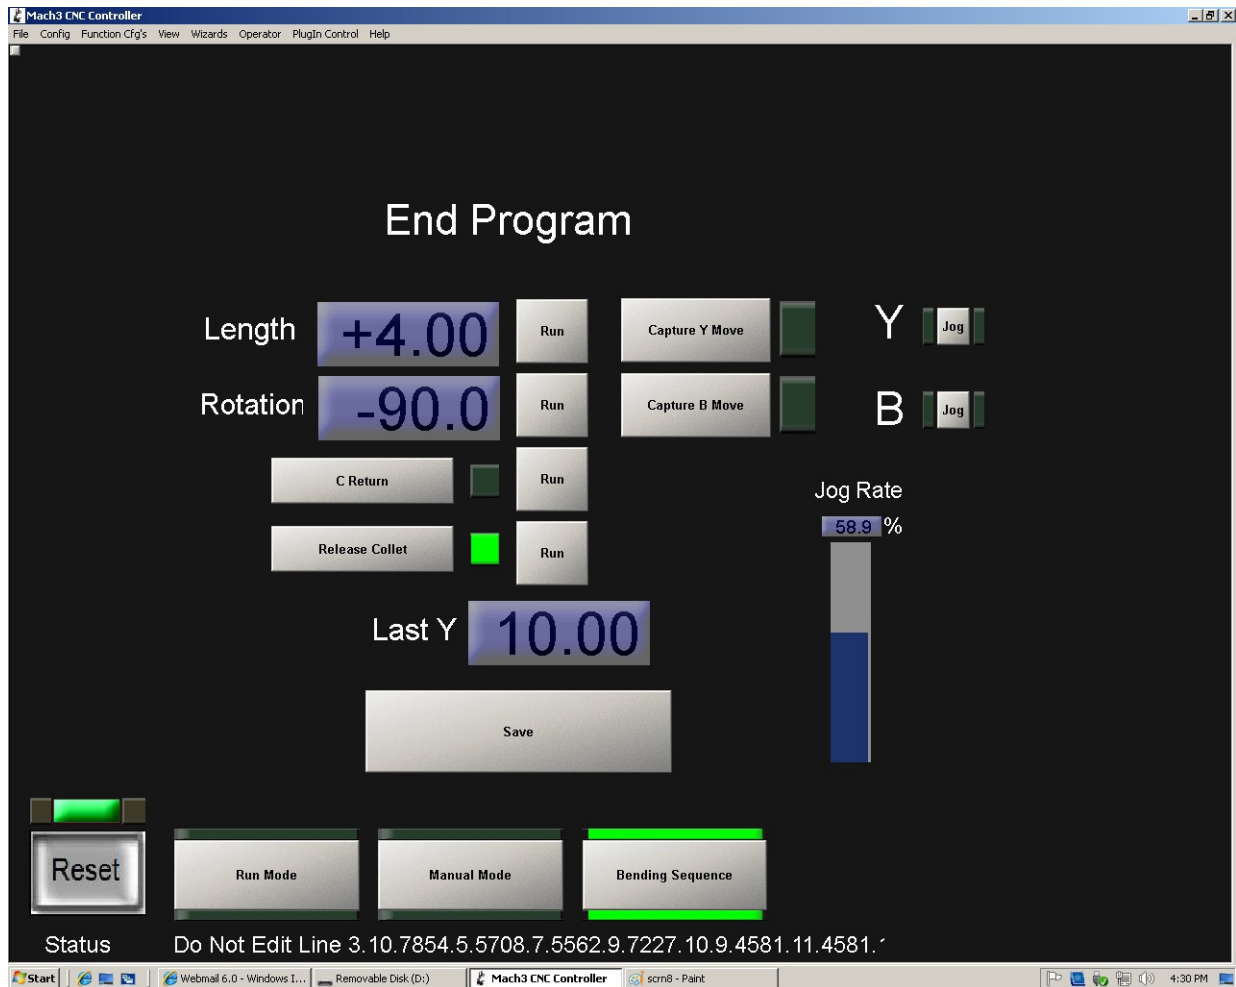 Mach3 CNC Controller
File Config Function Cfg's View Wizards Operator PlugIn Control Help
End Program
Length +4.00 Run Capture Y Move Y Jog
Rotation -90.0 Run Capture B Move B Jog
C Return Run
Jog Rate
58.9 %
Release Collet Run
Last Y 10.00
Save
Reset Run Mode Manual Mode Bending Sequence
Status Do Not Edit Line 3.10.7854.5.5708.7.5562.9.7227.10.9.4581.11.4581.
Start Webmail 6.0 - Windows I... Removable Disk (D:) Mach3 CNC Controller scrn8 - Paint 4:30 PM